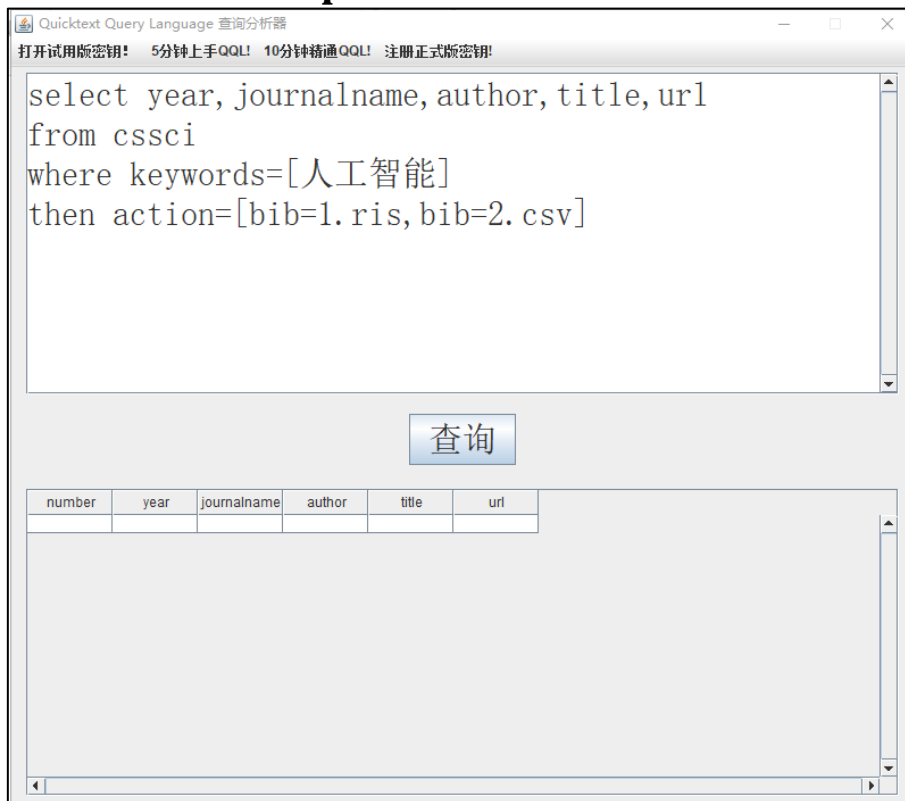 Quicktext Query Language 查询分析器
打开试用版密钥! 5分钟上手QQL! 10分钟精通QQL! 注册正式版密钥!
select year,journalname,author,title,url
from cssci
where keywords=[人工智能]
then action=[bib=1.ris,bib=2.csv]
查询
number year journalname author title url